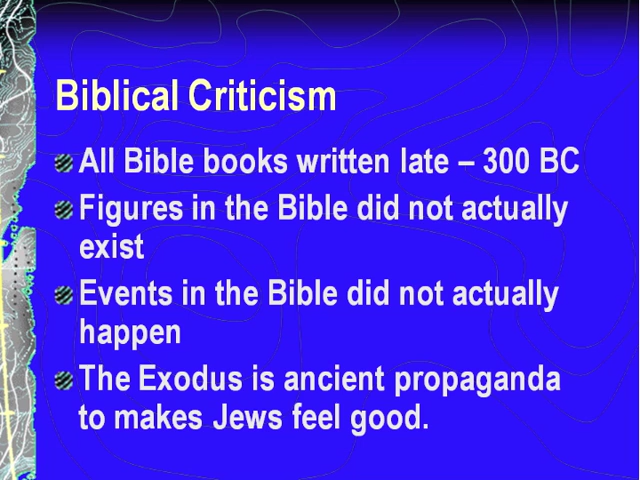 Biblical Criticism
All Bible books written late – 300 BC
Figures in the Bible did not actually
exist
Events in the Bible did not actually
happen
The Exodus is ancient propaganda
to makes Jews feel good.